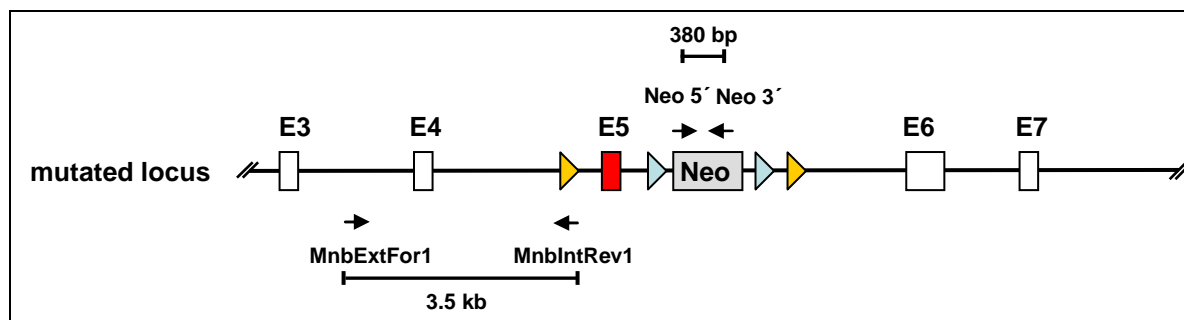 380 bp
Neo 5´ Neo 3´
E3 E4 E5 E6 E7
mutated locus
Neo
MnbExtFor1 MnbIntRev1
3.5 kb